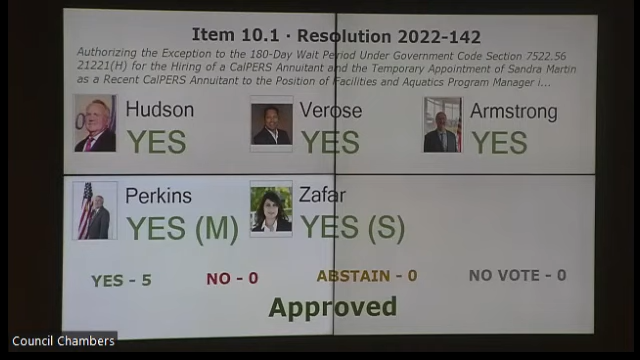 Item 10.1 · Resolution 2022-142
Authorizing the Exception to the 180-Day Wait Period Under Government Code Section 7522.56
21221(H) for the Hiring of a CalPERS Annuitant and the Temporary Appointment of Sandra Martin
as a Recent CalPERS Annuitant to the Position of Facilities and Aquatics Program Manager i...
Hudson
YES
Verose
YES
Armstrong
YES
Perkins
YES (M)
Zafar
YES (S)
YES - 5
NO - 0
ABSTAIN - 0
NO VOTE - 0
Approved
Council Chambers